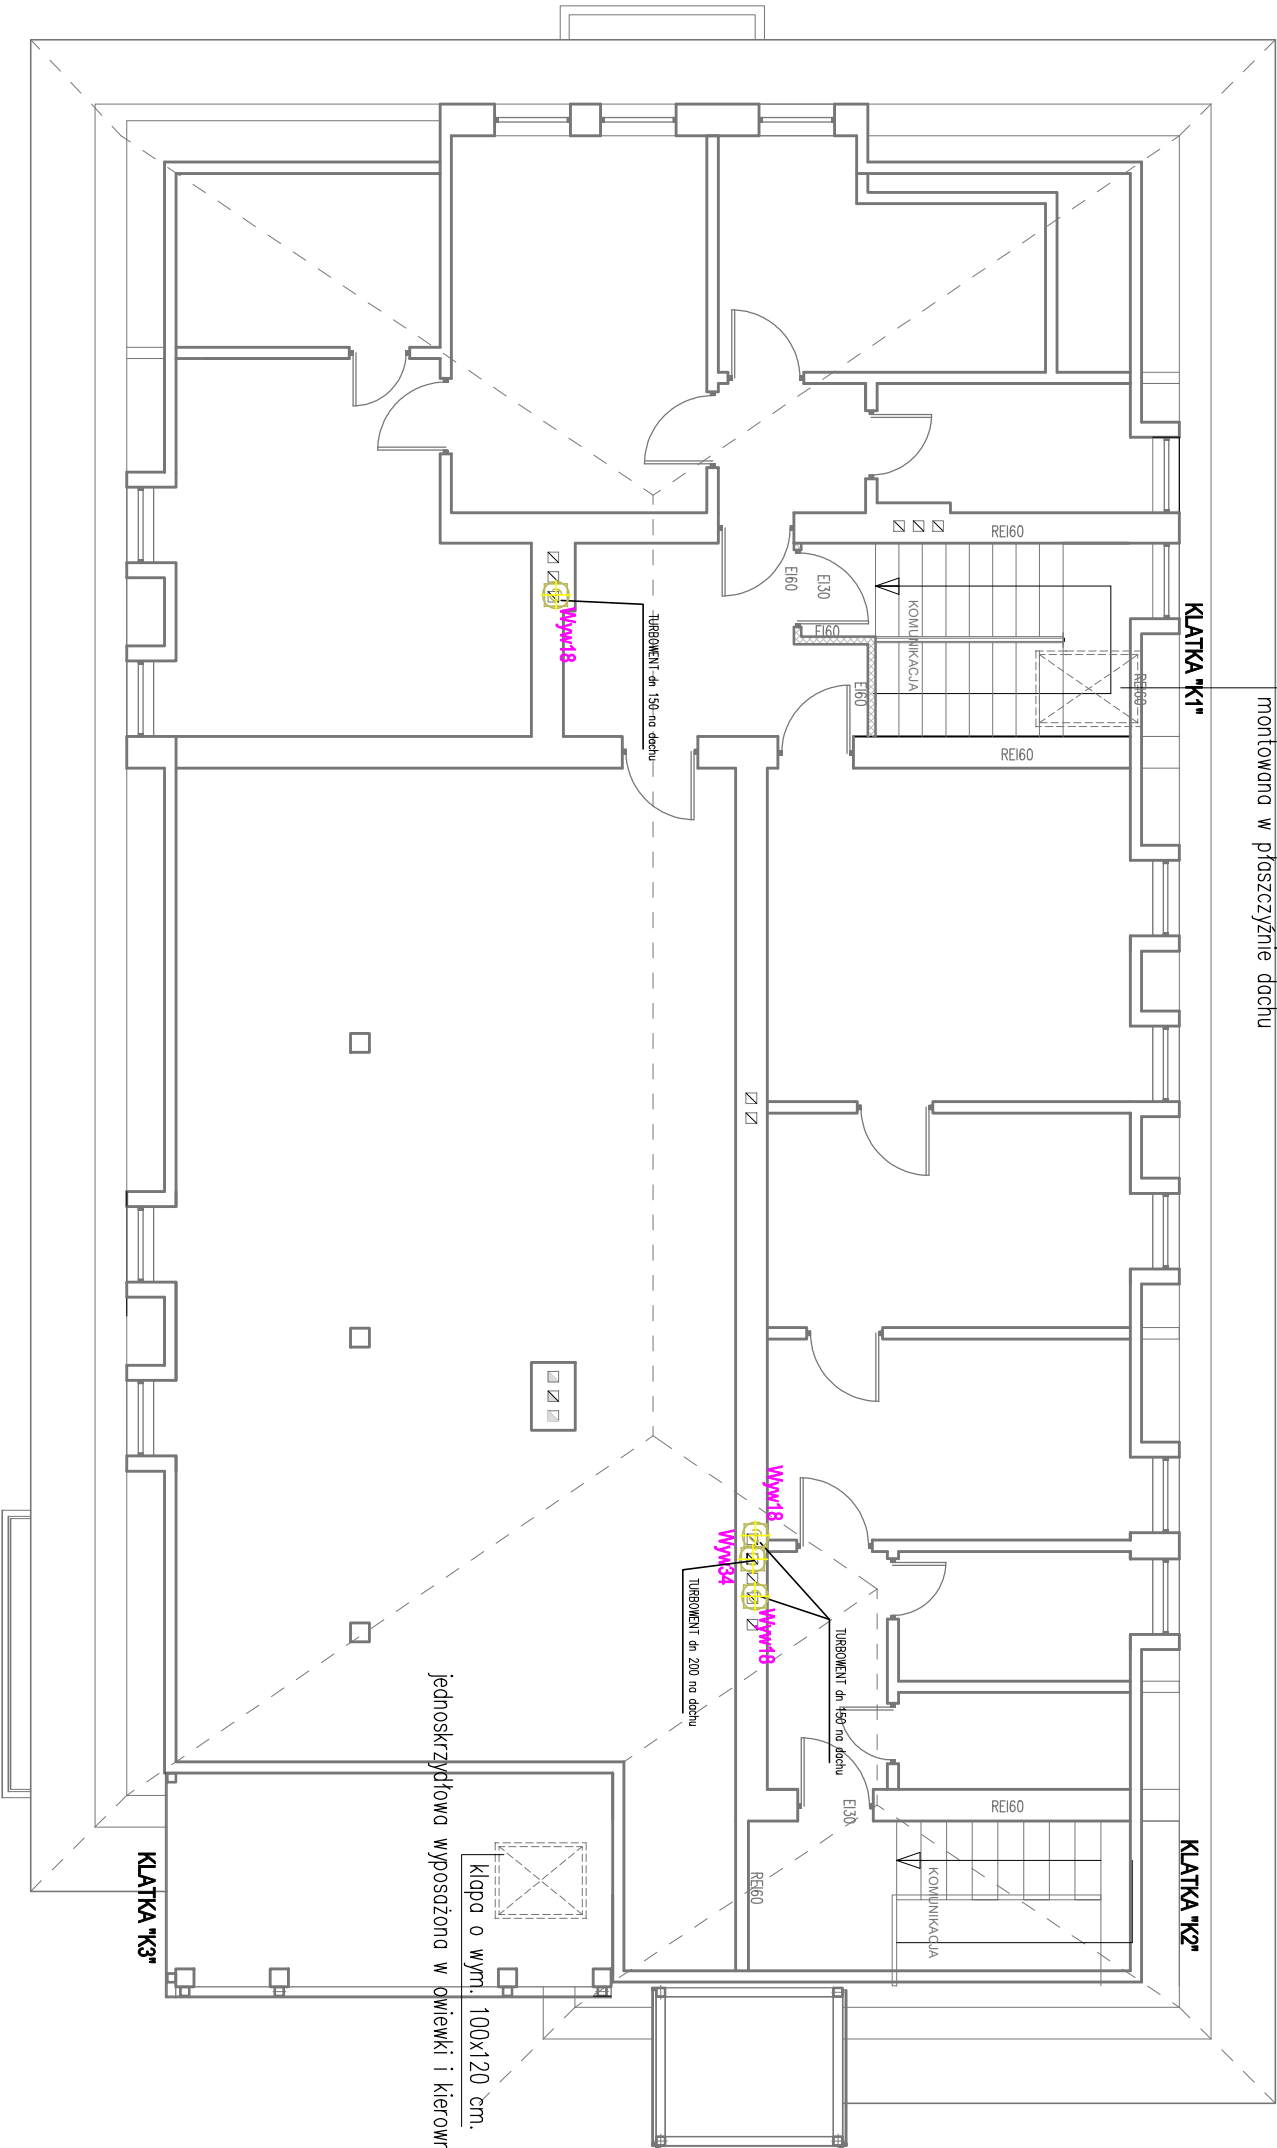 KLATKA "K1"
montowana w płaszczyźnie dachu
REI60
KOMUNIKACJA
EI60
EI30
EI60
EI60
REI60
REI60
TURBOWENT dn 150 na dachu
Wyw18
Wyw18
Wyw34
Wyw18
TURBOWENT dn 150 na dachu
TURBOWENT dn 200 na dachu
KLATKA "K2"
REI60
EI30
KOMUNIKACJA
REI60
klapa o wym. 100x120 cm.
jednoskrzydłowa wyposażona w owiewki i
KLATKA "K3"